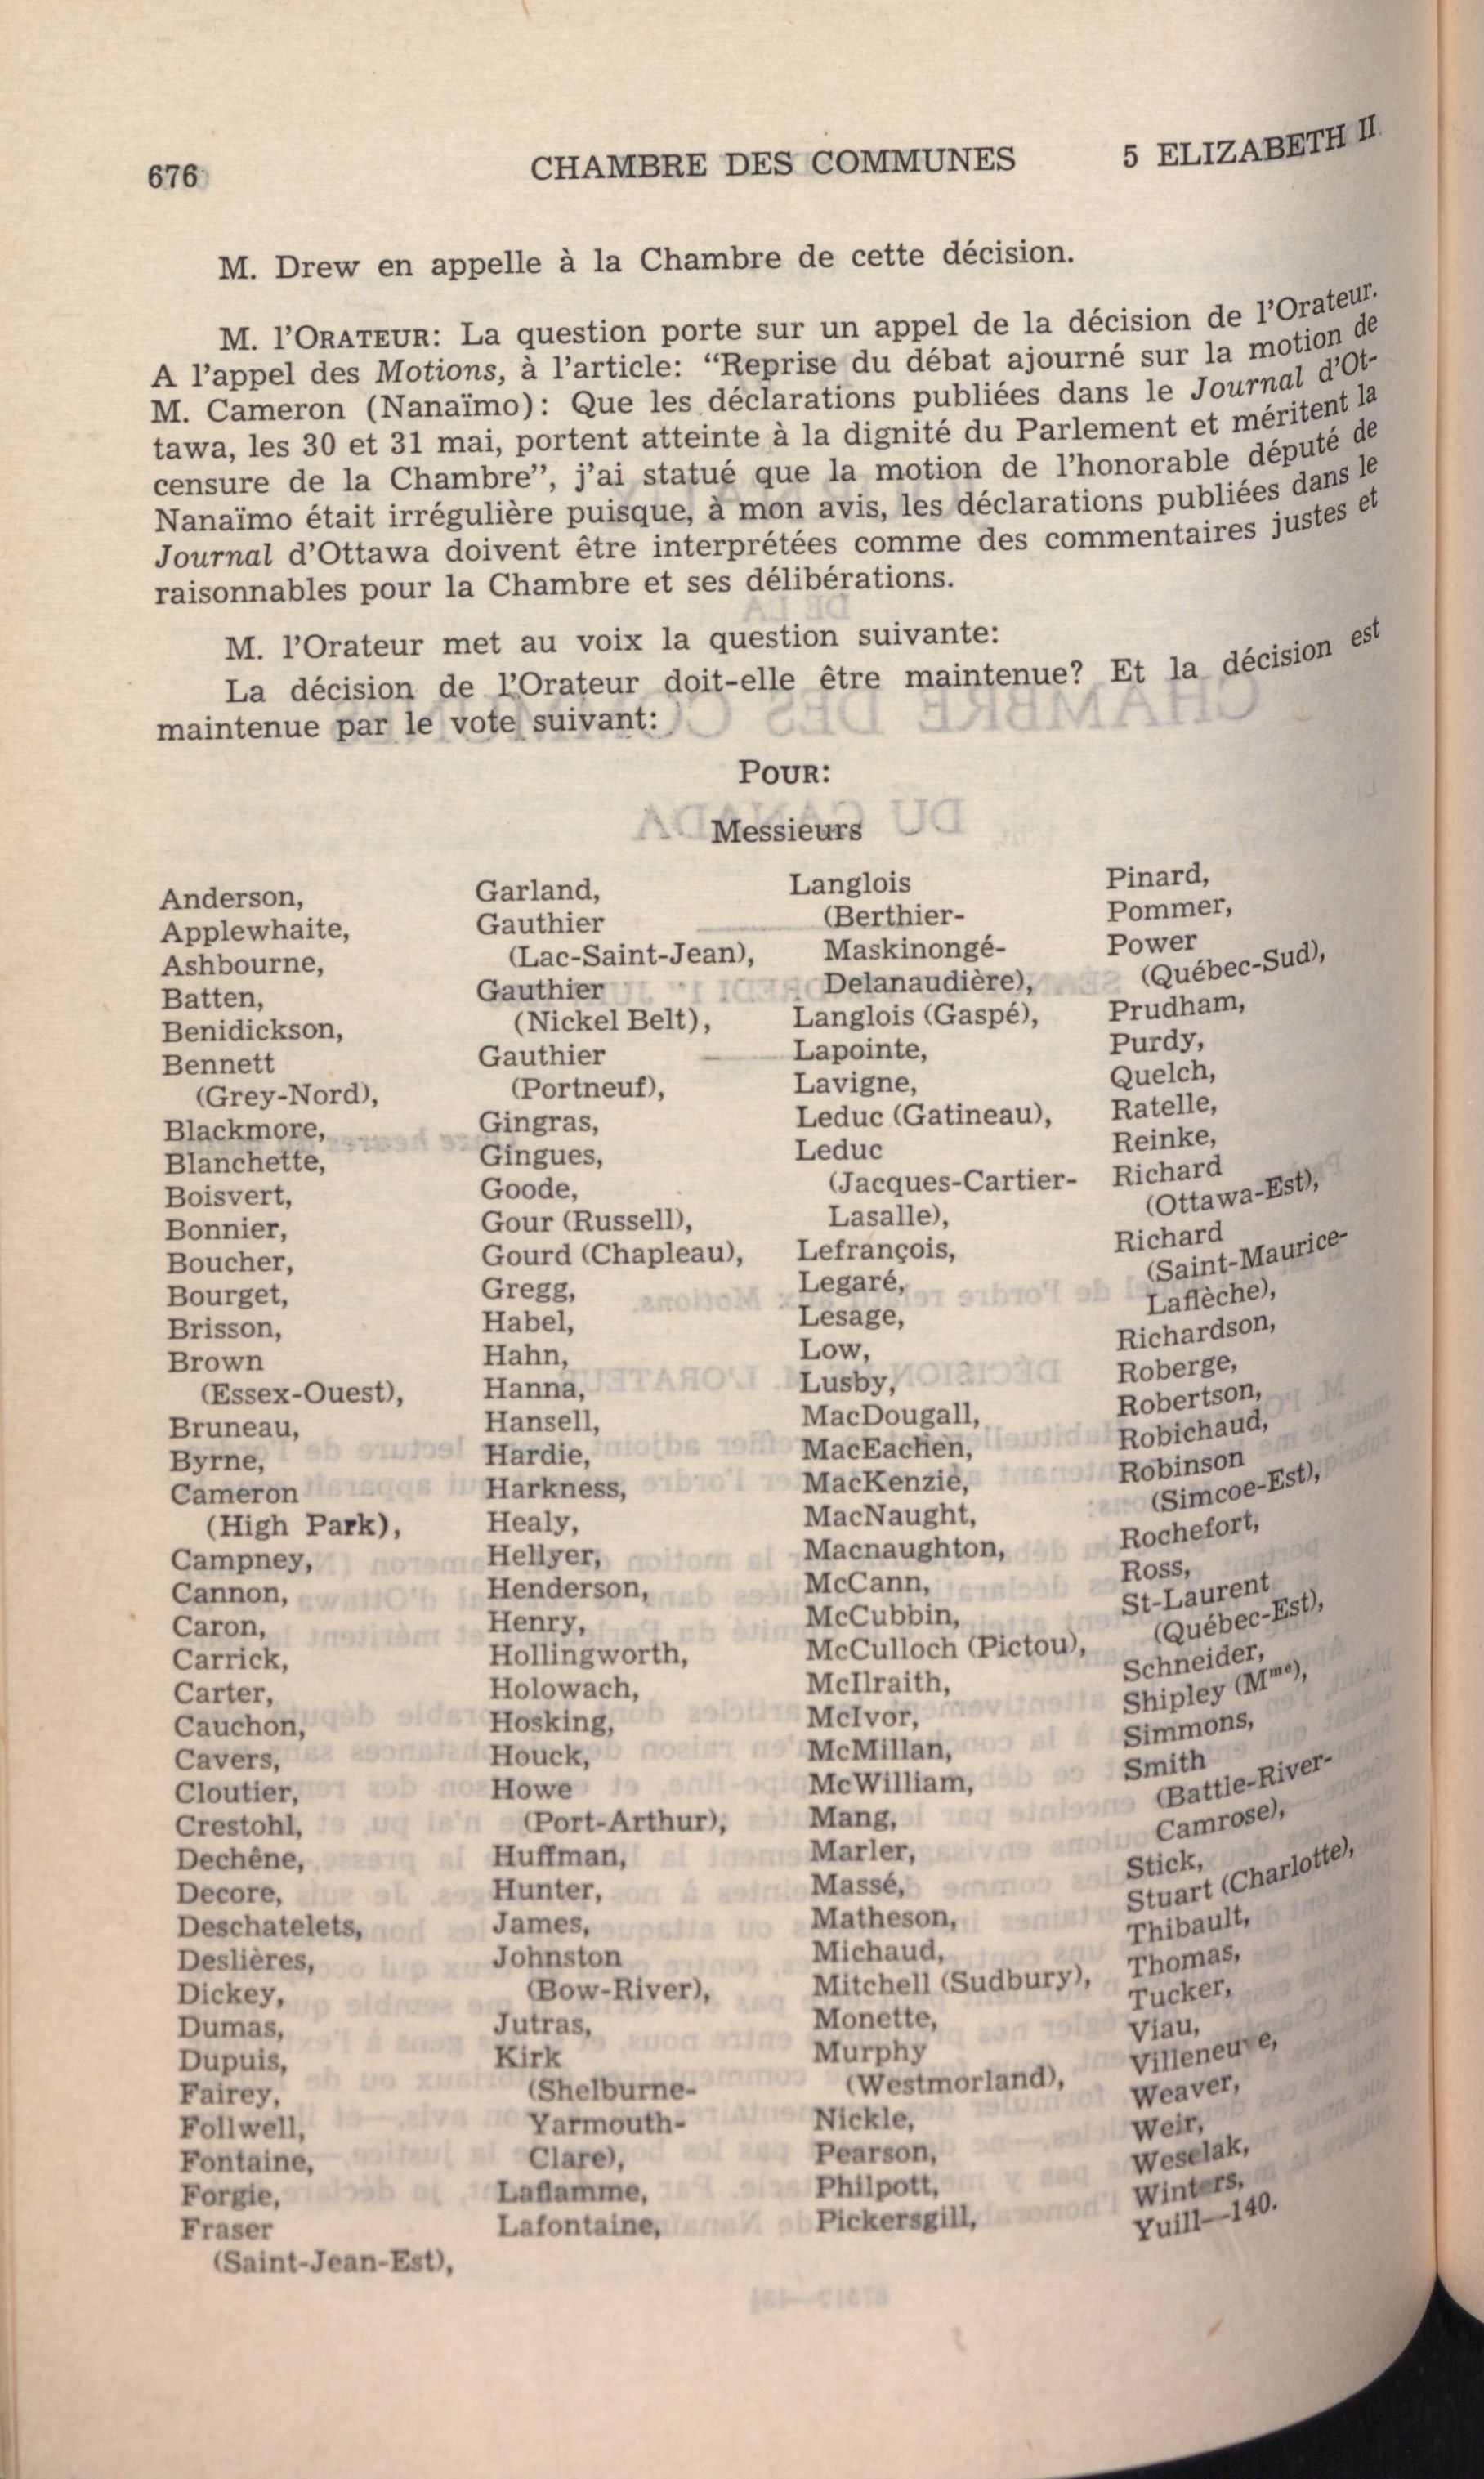 676
CHAMBRE DES COMMUNES
5 ELIZABETH II
M. Drew en appelle à la Chambre de cette décision.
M. l'ORATEUR: La question porte sur un appel de la décision de l'Orateur.
A l'appel des Motions, à l'article: "Reprise du débat ajourné sur la motion de
M. Cameron (Nanaïmo): Que les déclarations publiées dans le Journal d'Ot-
tawa, les 30 et 31 mai, portent atteinte à la dignité du Parlement et méritent la
censure de la Chambre", j'ai statué que la motion de l'honorable député de
Nanaïmo était irrégulière puisque, à mon avis, les déclarations publiées dans le
Journal d'Ottawa doivent être interprétées comme des commentaires justes et
raisonnables pour la Chambre et ses délibérations.
M. l'Orateur met au voix la question suivante:
La décision de l'Orateur doit-elle être maintenue? Et la décision est
maintenue par le vote suivant:
POUR:
Messieurs
Anderson,
Applewhaite,
Ashbourne,
Batten,
Benidickson,
Bennett
(Grey-Nord),
Blackmore,
Blanchette,
Boisvert,
Bonnier,
Boucher,
Bourget,
Brisson,
Brown
(Essex-Ouest),
Bruneau,
Byrne,
Cameron
(High Park),
Campney,
Cannon,
Caron,
Carrick,
Carter,
Cauchon,
Cavers,
Cloutier,
Crestohl,
Dechêne,
Decore,
Deschatelets,
Deslières,
Dickey,
Dumas,
Dupuis,
Fairey,
Follwell,
Fontaine,
Forgie,
Fraser
(Saint-Jean-Est),
Garland,
Gauthier
(Lac-Saint-Jean),
Gauthier
(Nickel Belt),
Gauthier
(Portneuf),
Gingras,
Gingues,
Goode,
Gour (Russell),
Gourd (Chapleau),
Gregg,
Habel,
Hahn,
Hanna,
Hansell,
Hardie,
Harkness,
Healy,
Hellyer,
Henderson,
Henry,
Hollingworth,
Holowach,
Hosking,
Houck,
Howe
(Port-Arthur),
Huffman,
Hunter,
James,
Johnston
(Bow-River),
Jutras,
Kirk
(Shelburne-
Yarmouth-
Clare),
Laflamme,
Lafontaine,
Langlois
(Berthier-
Maskinongé-
Delanaudière),
Langlois (Gaspé),
Lapointe,
Lavigne,
Leduc (Gatineau),
Leduc
(Jacques-Cartier-
Lasalle),
Lefrançois,
Legaré,
Lesage,
Low,
Lusby,
MacDougall,
MacEachen,
MacKenzie,
MacNaught,
Macnaughton,
McCann,
McCubbin,
McCulloch (Pictou),
McIlraith,
McIvor,
McMillan,
McWilliam,
Mang,
Marler,
Massé,
Matheson,
Michaud,
Mitchell (Sudbury),
Monette,
Murphy
(Westmorland),
Nickle,
Pearson,
Philpott,
Pickersgill,
Pinard,
Pommer,
Power
(Québec-Sud),
Prudham,
Purdy,
Quelch,
Ratelle,
Reinke,
Richard
(Ottawa-Est),
Richard
(Saint-Maurice-
Laflèche),
Richardson,
Roberge,
Robertson,
Robichaud,
Robinson
(Simcoe-Est),
Rochefort,
Ross,
St-Laurent
(Québec-Est),
Schneider,
Shipley (Mme),
Simmons,
Smith
(Battle-River-
Camrose),
Stick,
Stuart (Charlotte),
Thibault,
Thomas,
Tucker,
Viau,
Villeneuve,
Weaver,
Weir,
Weselak,
Winters,
Yuill—140.